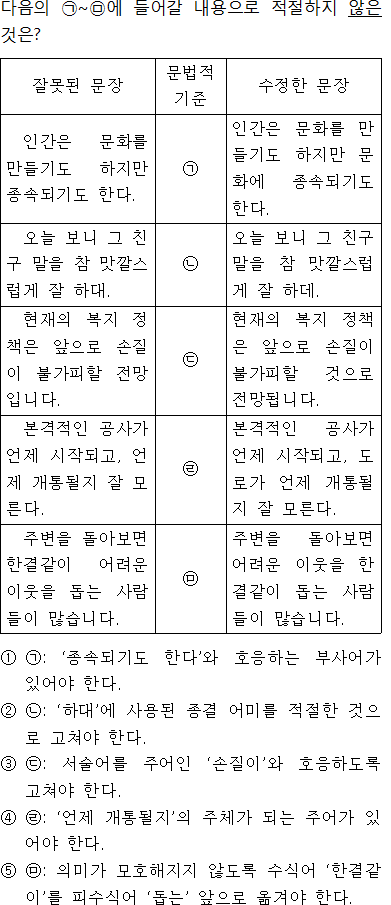 다음의 ㉠~㉤에 들어갈 내용으로 적절하지 않은
것은?
잘못된 문장
문법적
기준
수정한 문장
인간은 문화를
만들기도 하지만
종속되기도 한다.
㉠
인간은 문화를 만
들기도 하지만 문
화에 종속되기도
한다.
오늘 보니 그 친
구 말을 참 맛깔스
럽게 잘 하대.
㉡
오늘 보니 그 친구
말을 참 맛깔스럽
게 잘 하데.
현재의 복지 정
책은 앞으로 손질
이 불가피할 전망
입니다.
㉢
현재의 복지 정책
은 앞으로 손질이
불가피할 것으로
전망됩니다.
본격적인 공사가
언제 시작되고, 언
제 개통될지 잘 모
른다.
㉣
본격적인 공사가
언제 시작되고, 도
로가 언제 개통될
지 잘 모른다.
주변을 돌아보면
한결같이 어려운
이웃을 돕는 사람
들이 많습니다.
㉤
주변을 돌아보면
어려운 이웃을 한
결같이 돕는 사람
들이 많습니다.
① ㉠: ‘종속되기도 한다’와 호응하는 부사어가
있어야 한다.
② ㉡: ‘하대’에 사용된 종결 어미를 적절한 것으
로 고쳐야 한다.
③ ㉢: 서술어를 주어인 ‘손질이’와 호응하도록
고쳐야 한다.
④ ㉣: ‘언제 개통될지’의 주체가 되는 주어가 있
어야 한다.
⑤ ㉤: 의미가 모호해지지 않도록 수식어 ‘한결같
이’를 피수식어 ‘돕는’ 앞으로 옮겨야 한다.